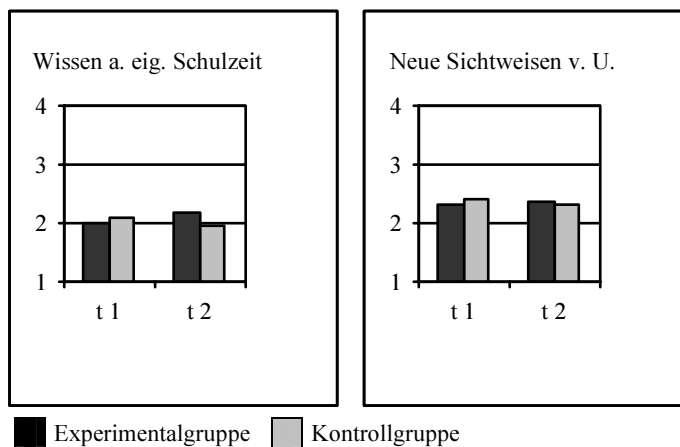 Wissen a. eig. Schulzeit
4
3
2
1
t 1 t 2
Neue Sichtweisen v. U.
4
3
2
1
t 1 t 2
Experimentalgruppe Kontrollgruppe